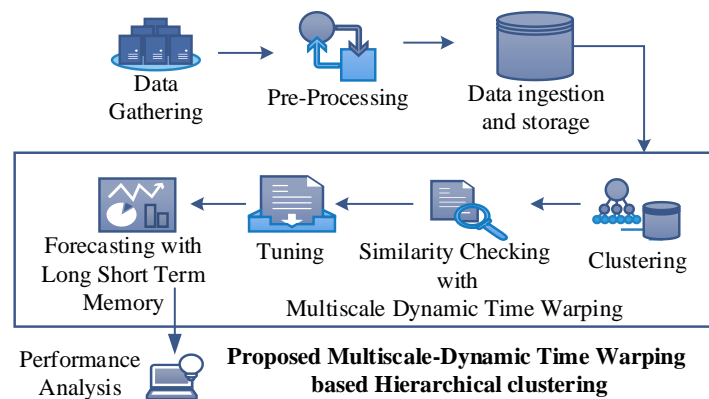 Data
Gathering
Pre-Processing
Data ingestion
and storage
Forecasting with
Long Short Term
Memory
Tuning
Similarity Checking
with
Multiscale Dynamic Time Warping
Clustering
Performance
Analysis
Proposed Multiscale-Dynamic Time Warping
based Hierarchical clustering